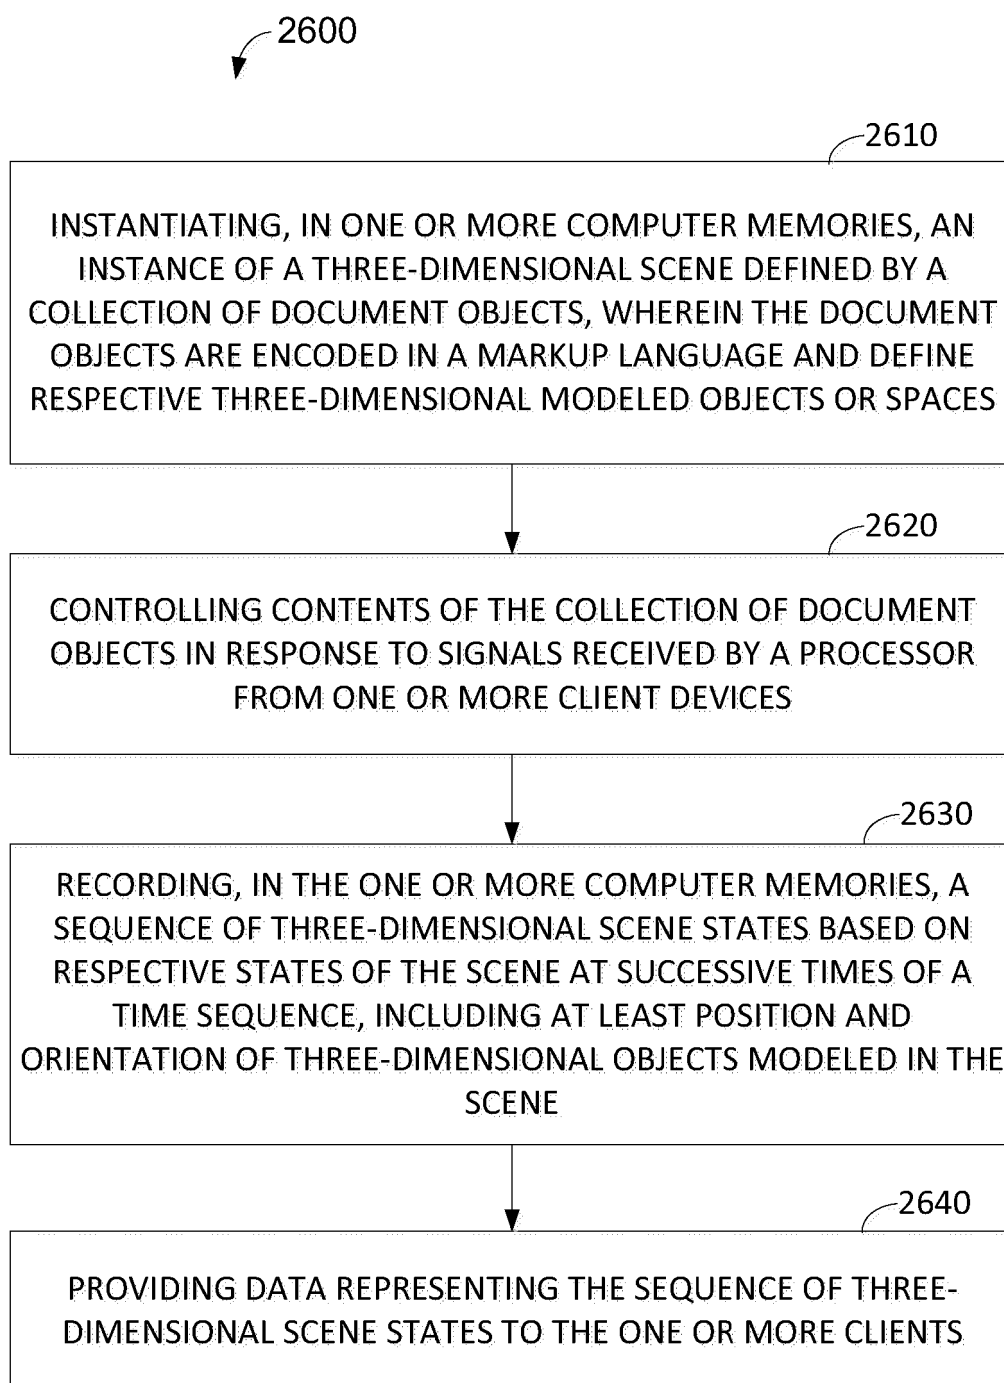 2600
2610
INSTANTIATING, IN ONE OR MORE COMPUTER MEMORIES, AN
INSTANCE OF A THREE-DIMENSIONAL SCENE DEFINED BY A
COLLECTION OF DOCUMENT OBJECTS, WHEREIN THE DOCUMENT
OBJECTS ARE ENCODED IN A MARKUP LANGUAGE AND DEFINE
RESPECTIVE THREE-DIMENSIONAL MODELED OBJECTS OR SPACES
2620
CONTROLLING CONTENTS OF THE COLLECTION OF DOCUMENT
OBJECTS IN RESPONSE TO SIGNALS RECEIVED BY A PROCESSOR
FROM ONE OR MORE CLIENT DEVICES
2630
RECORDING, IN THE ONE OR MORE COMPUTER MEMORIES, A
SEQUENCE OF THREE-DIMENSIONAL SCENE STATES BASED ON
RESPECTIVE STATES OF THE SCENE AT SUCCESSIVE TIMES OF A
TIME SEQUENCE, INCLUDING AT LEAST POSITION AND
ORIENTATION OF THREE-DIMENSIONAL OBJECTS MODELED IN THE
SCENE
2640
PROVIDING DATA REPRESENTING THE SEQUENCE OF THREE-
DIMENSIONAL SCENE STATES TO THE ONE OR MORE CLIENTS